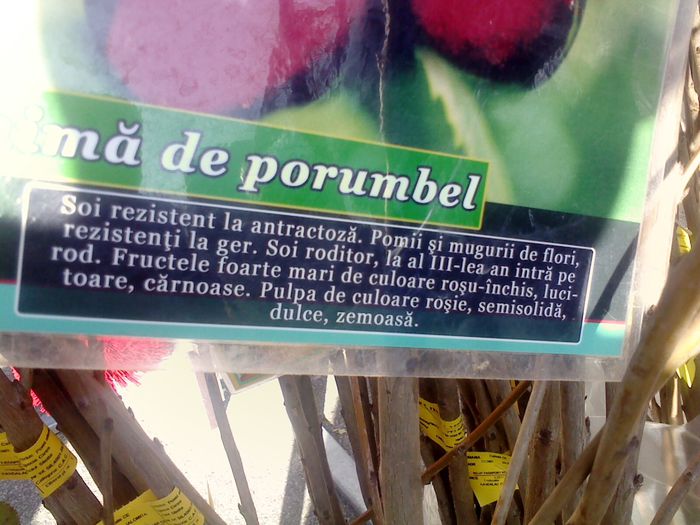 imă de porumbel
Soi rezistent la antractoză. Pomii şi mugurii de flori,
rezistenţi la ger. Soi roditor, la al III-lea an intră pe
rod. Fructele foarte mari de culoare roşu-închis, luci-
toare, cărnoase. Pulpa de culoare roşie, semisolidă,
dulce, zemoasă.